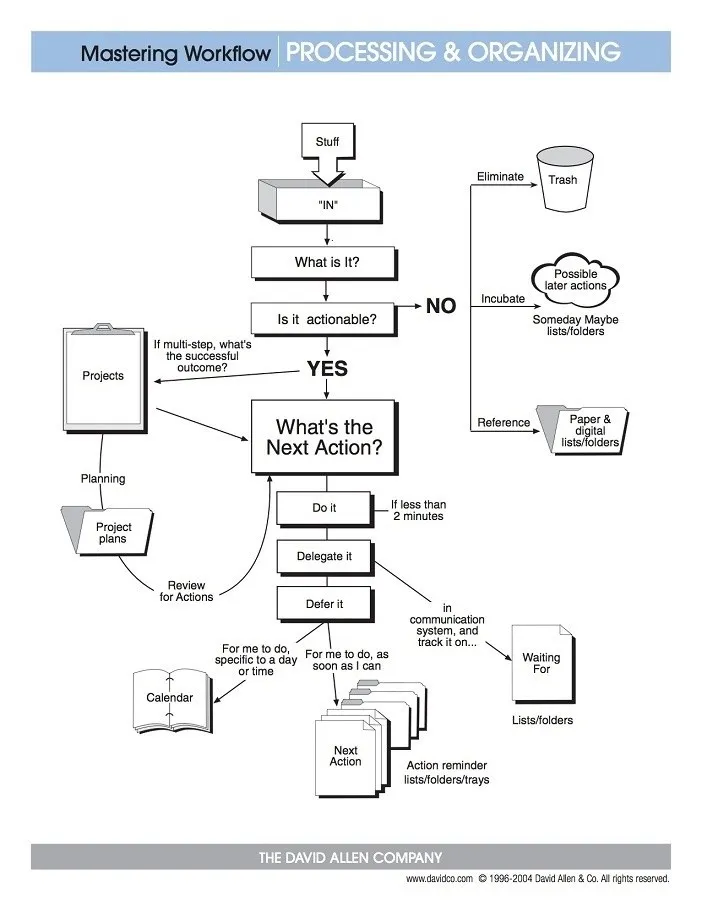 Mastering Workflow PROCESSING & ORGANIZING
Stuff
"IN"
What is It?
Is it actionable?
NO
Eliminate
Trash
Incubate
Possible
later actions
Someday Maybe
lists/folders
Reference
Paper &
digital
lists/folders
YES
If multi-step, what's
the successful
outcome?
Projects
What's the
Next Action?
Planning
Project
plans
Review
for Actions
Do it
If less than
2 minutes
Delegate it
Defer it
in
communication
system, and
track it on...
Waiting
For
Lists/folders
For me to do,
specific to a day
or time
Calendar
For me to do, as
soon as I can
Next
Action
Action reminder
lists/folders/trays
THE DAVID ALLEN COMPANY
www.davidco.com © 1996-2004 David Allen & Co. All rights reserved.